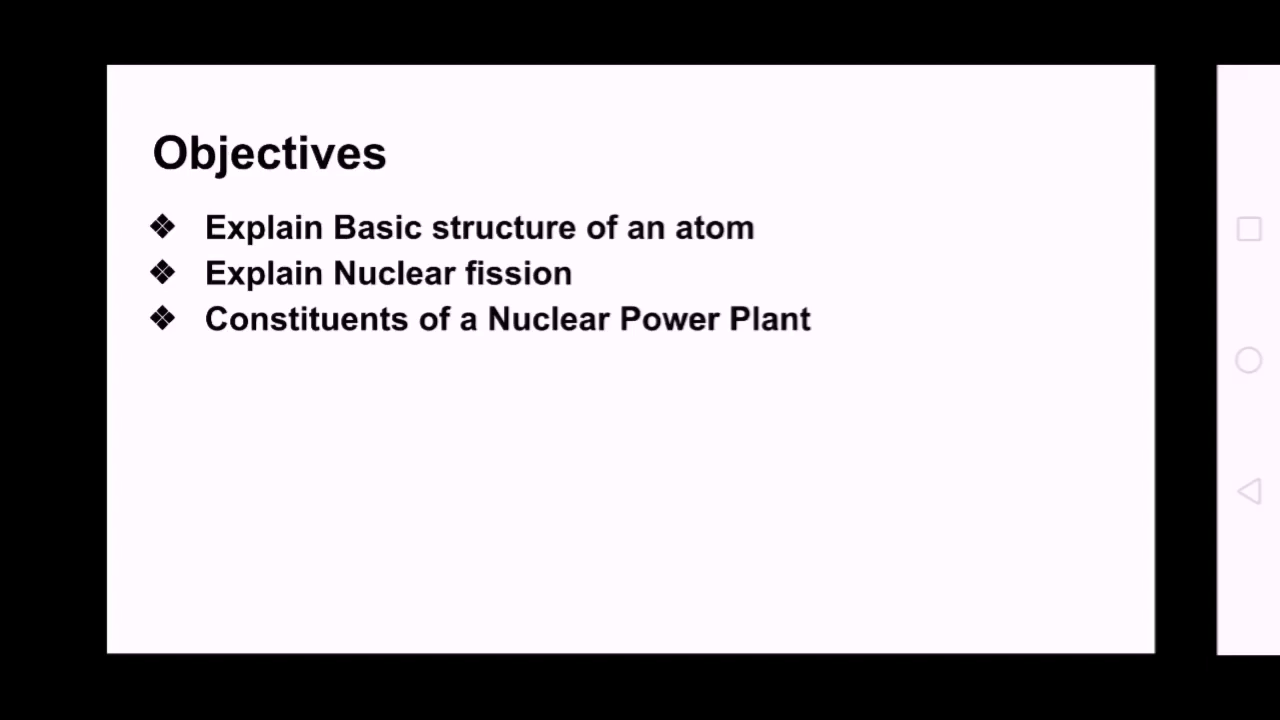 Objectives
❖ Explain Basic structure of an atom
❖ Explain Nuclear fission
❖ Constituents of a Nuclear Power Plant